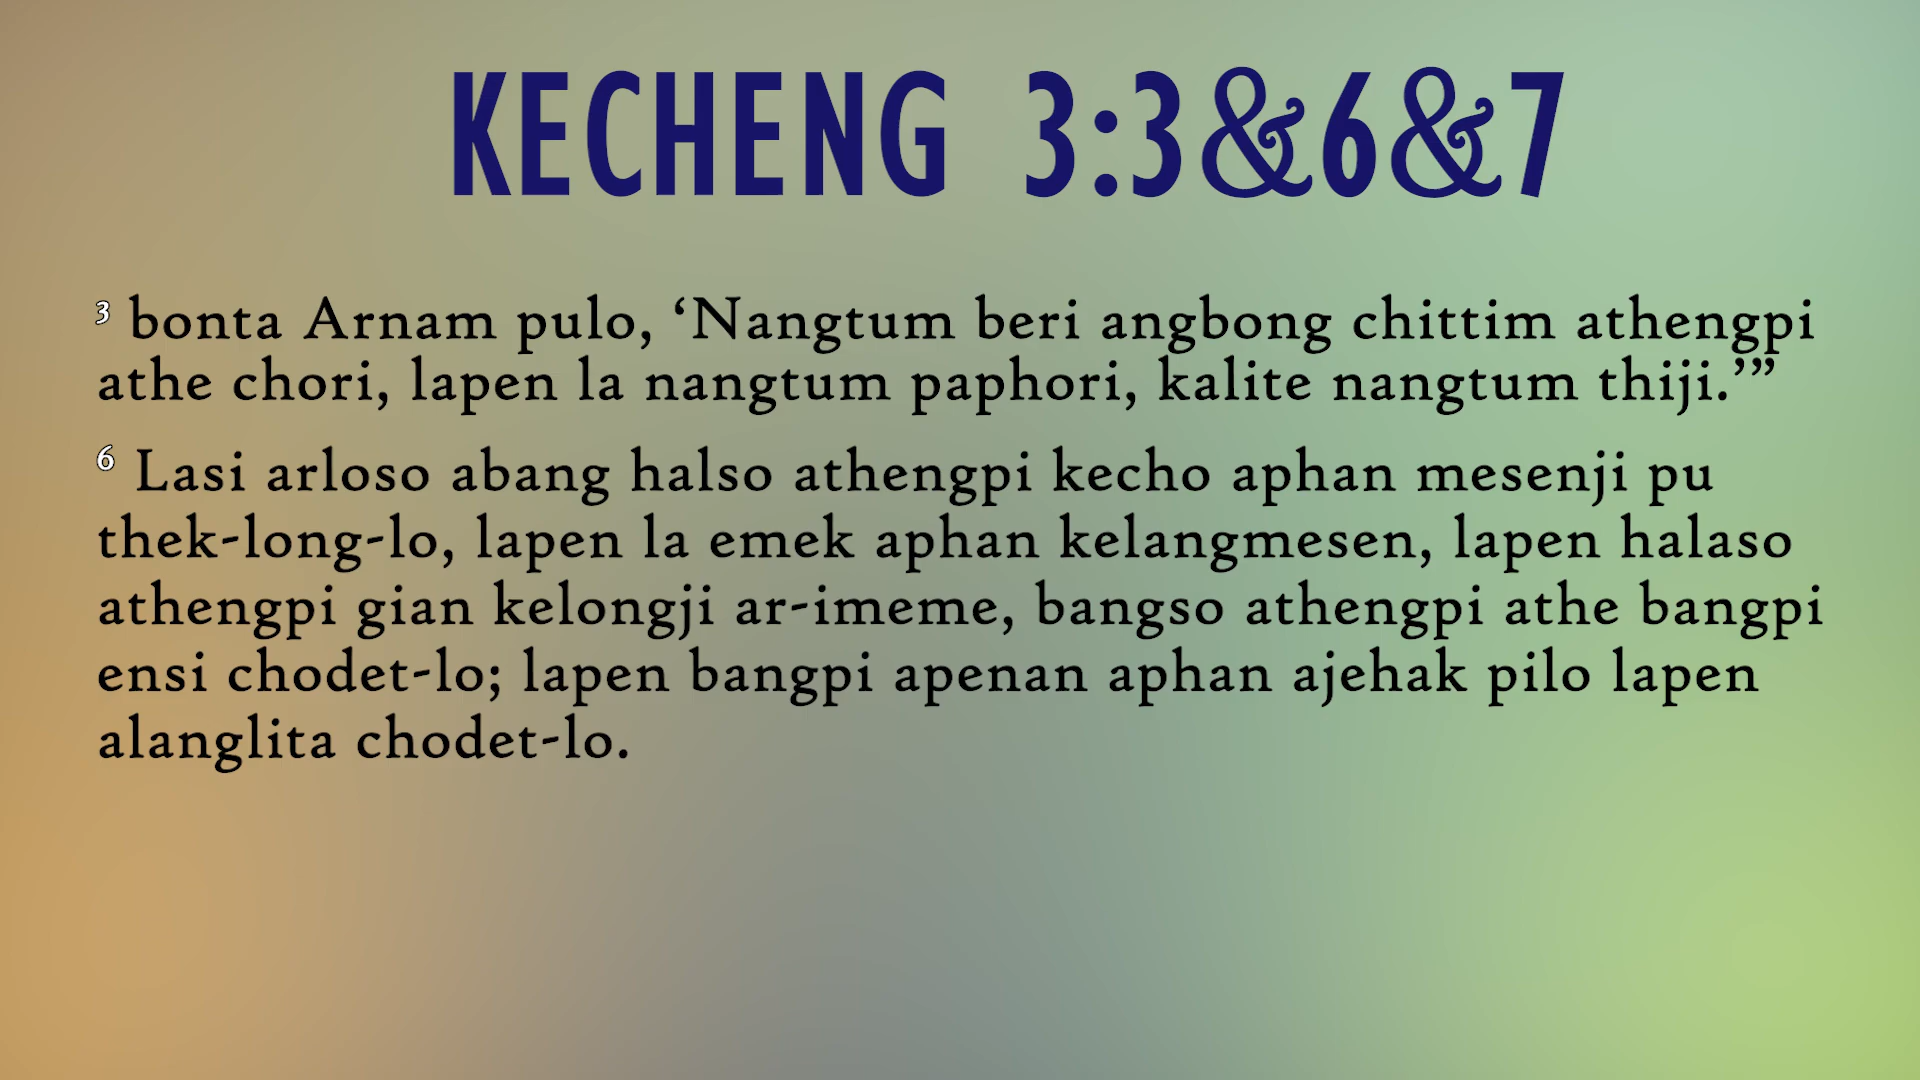 KECHENG 3:3&6&7
3 bonta Arnam pulo, ‘Nangtum beri angbong chittim athengpi
athe chori, lapen la nangtum paphori, kalite nangtum thiji.’”
6 Lasi arloso abang halso athengpi kecho aphan mesenji pu
thek-long-lo, lapen la emek aphan kelangmesen, lapen halaso
athengpi gian kelongji ar-imeme, bangso athengpi athe bangpi
ensi chodet-lo; lapen bangpi apenan aphan ajehak pilo lapen
alanglita chodet-lo.